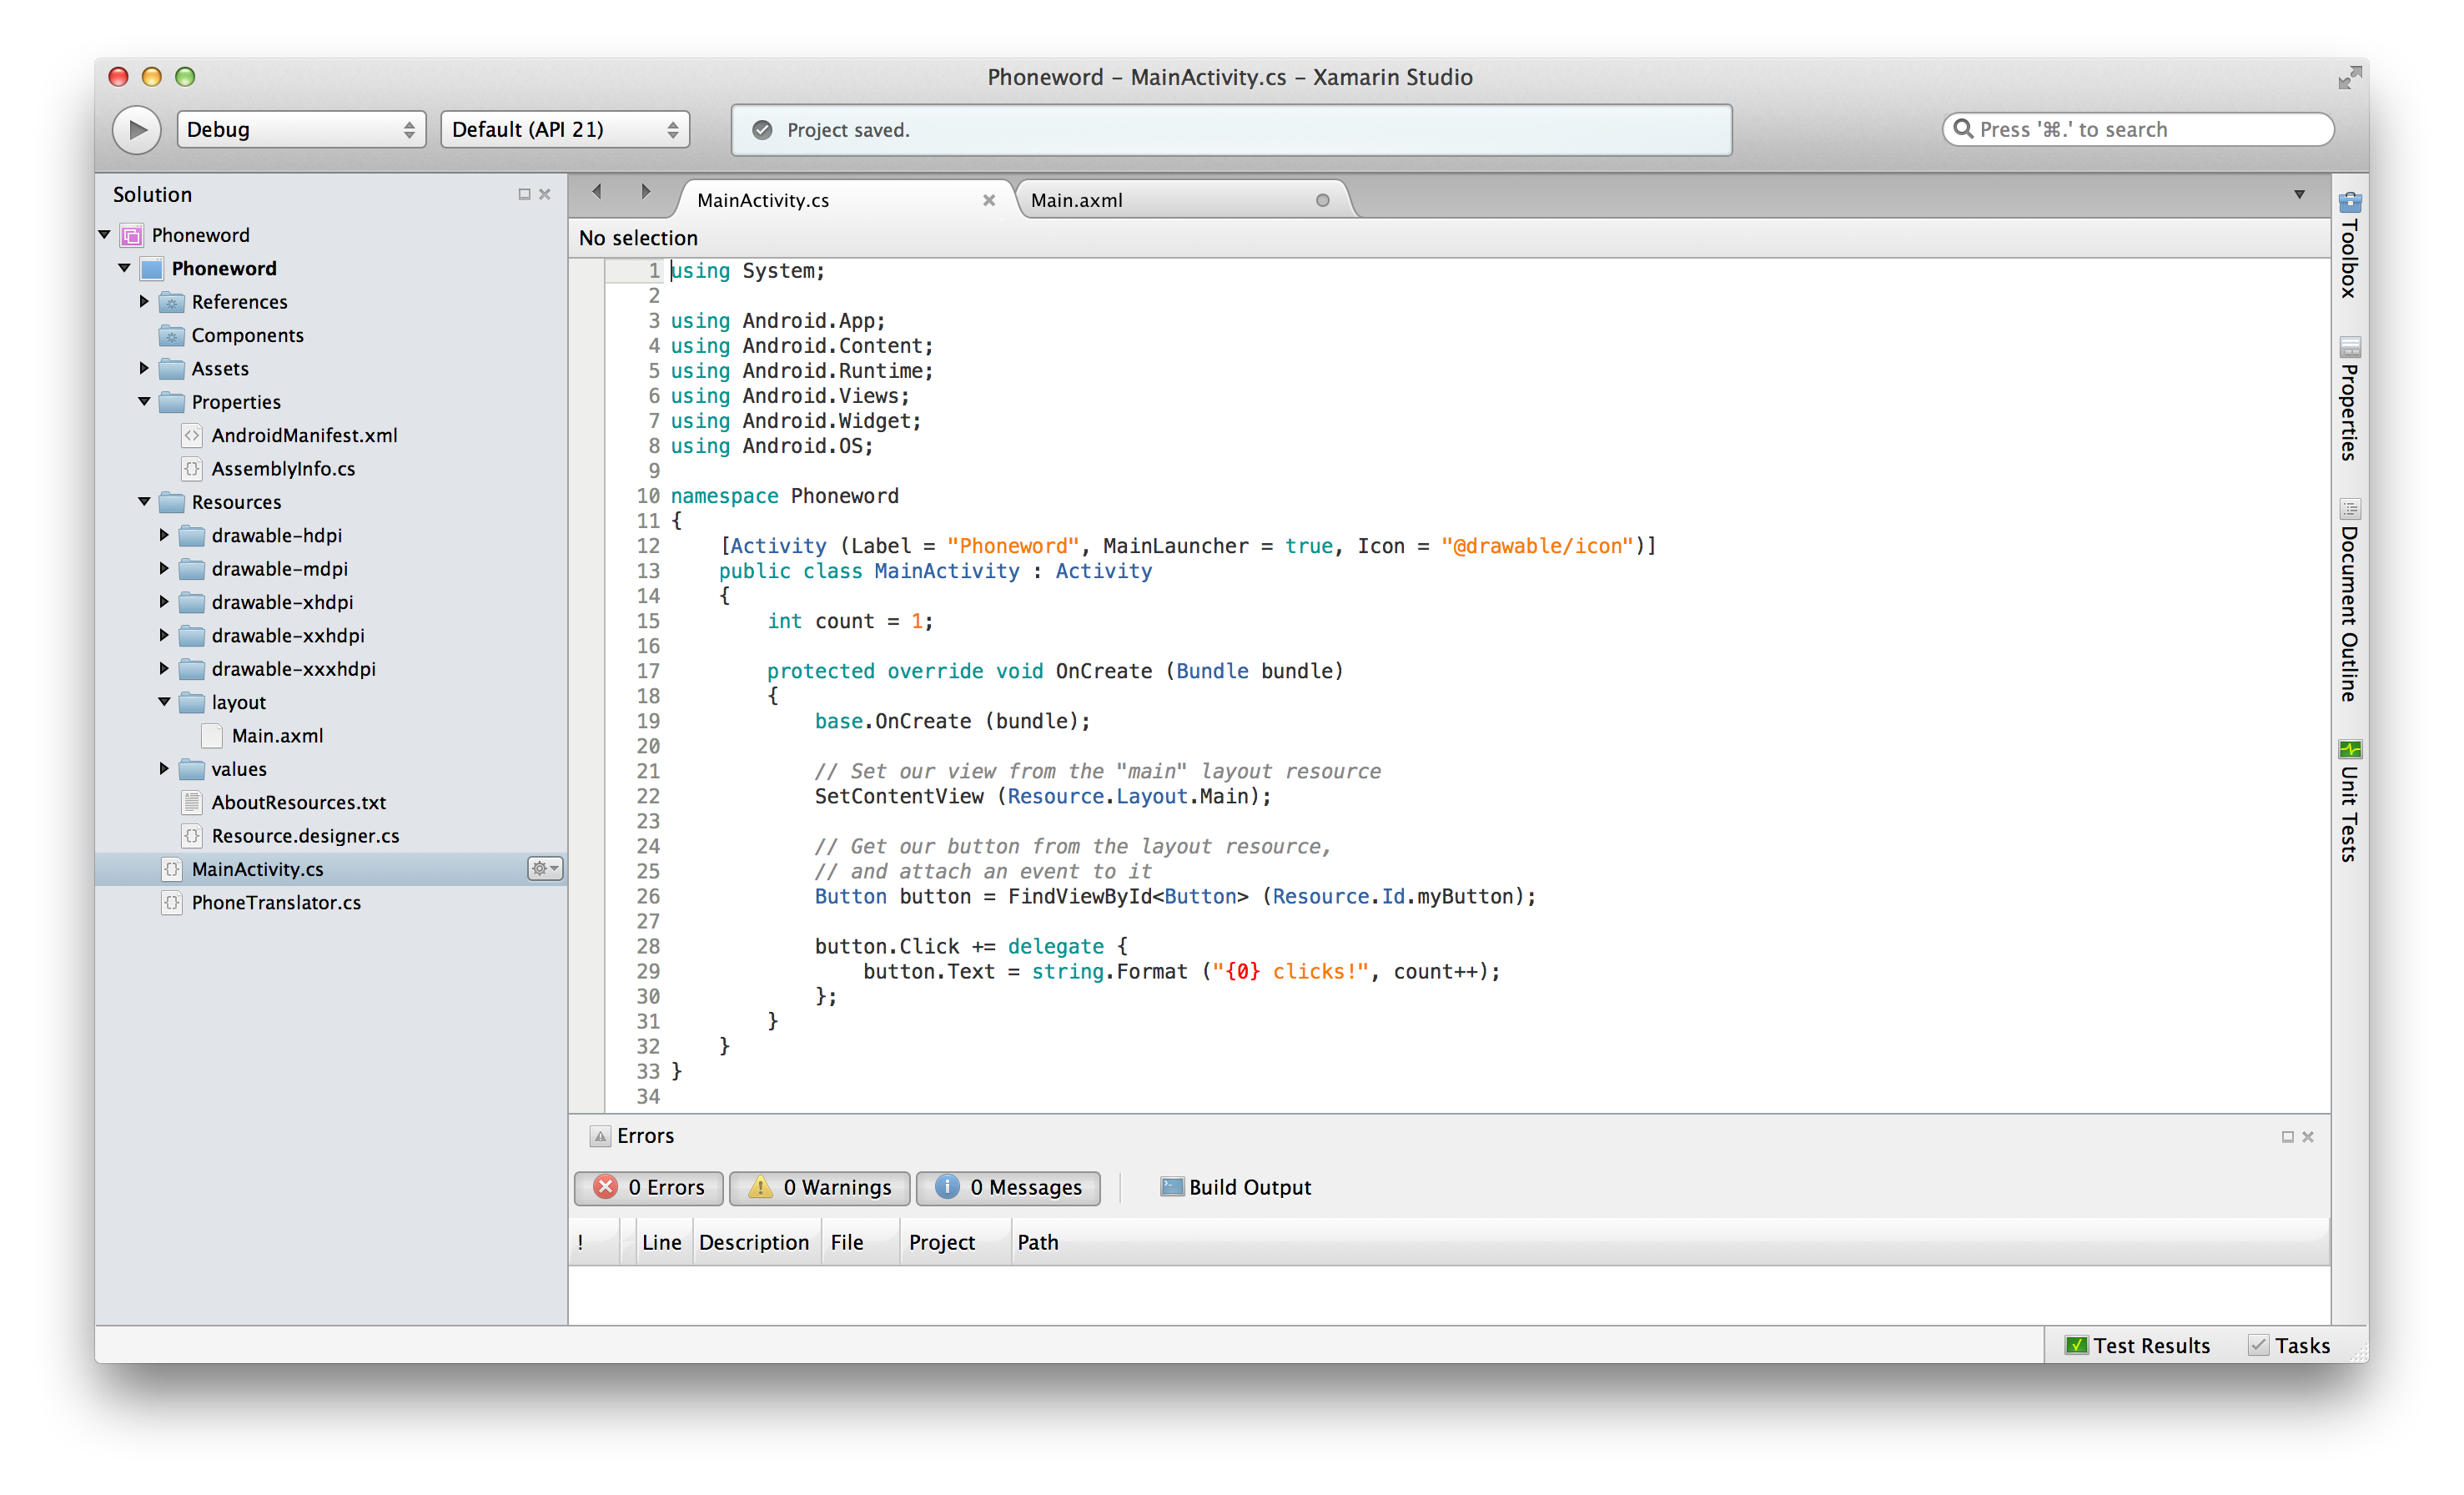 Phoneword – MainActivity.cs – Xamarin Studio
Debug
Default (API 21)
Project saved.
Press '⌘.' to search
Solution
Phoneword
Phoneword
References
Components
Assets
Properties
AndroidManifest.xml
AssemblyInfo.cs
Resources
drawable-hdpi
drawable-mdpi
drawable-xhdpi
drawable-xxhdpi
drawable-xxxhdpi
layout
Main.axml
values
AboutResources.txt
Resource.designer.cs
MainActivity.cs
PhoneTranslator.cs
MainActivity.cs
Main.axml
No selection
1 using System;
2
3 using Android.App;
4 using Android.Content;
5 using Android.Runtime;
6 using Android.Views;
7 using Android.Widget;
8 using Android.OS;
9
10 namespace Phoneword
11 {
12     [Activity (Label = "Phoneword", MainLauncher = true, Icon = "@drawable/icon")]
13     public class MainActivity : Activity
14     {
15         int count = 1;
16
17         protected override void OnCreate (Bundle bundle)
18         {
19             base.OnCreate (bundle);
20
21             // Set our view from the "main" layout resource
22             SetContentView (Resource.Layout.Main);
23
24             // Get our button from the layout resource,
25             // and attach an event to it
26             Button button = FindViewById<Button> (Resource.Id.myButton);
27
28             button.Click += delegate {
29                 button.Text = string.Format ("{0} clicks!", count++);
30             };
31         }
32     }
33 }
34
Toolbox
Properties
Document Outline
Unit Tests
Errors
0 Errors
0 Warnings
0 Messages
Build Output
! Line Description File Project Path
Test Results
Tasks